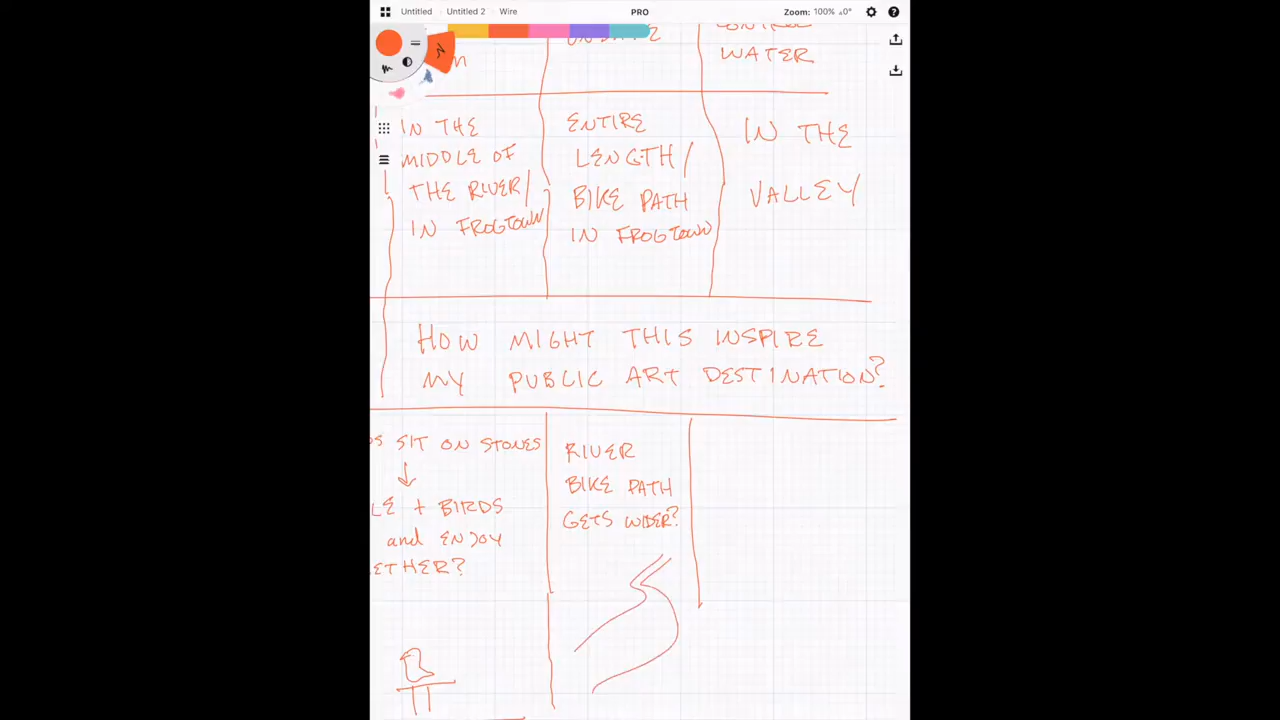 Untitled Untitled 2 Wire PRO Zoom: 100% ⊿0°
WATER
IN THE
MIDDLE OF
THE RIVER/
IN FROGTOWN
ENTIRE
LENGTH/
BIKE PATH
IN FROGTOWN
IN THE
VALLEY
HOW MIGHT THIS INSPIRE
MY PUBLIC ART DESTINATION?
SIT ON STONES
+ BIRDS
and ENJOY
ETHER?
RIVER
BIKE PATH
GETS WIDER?